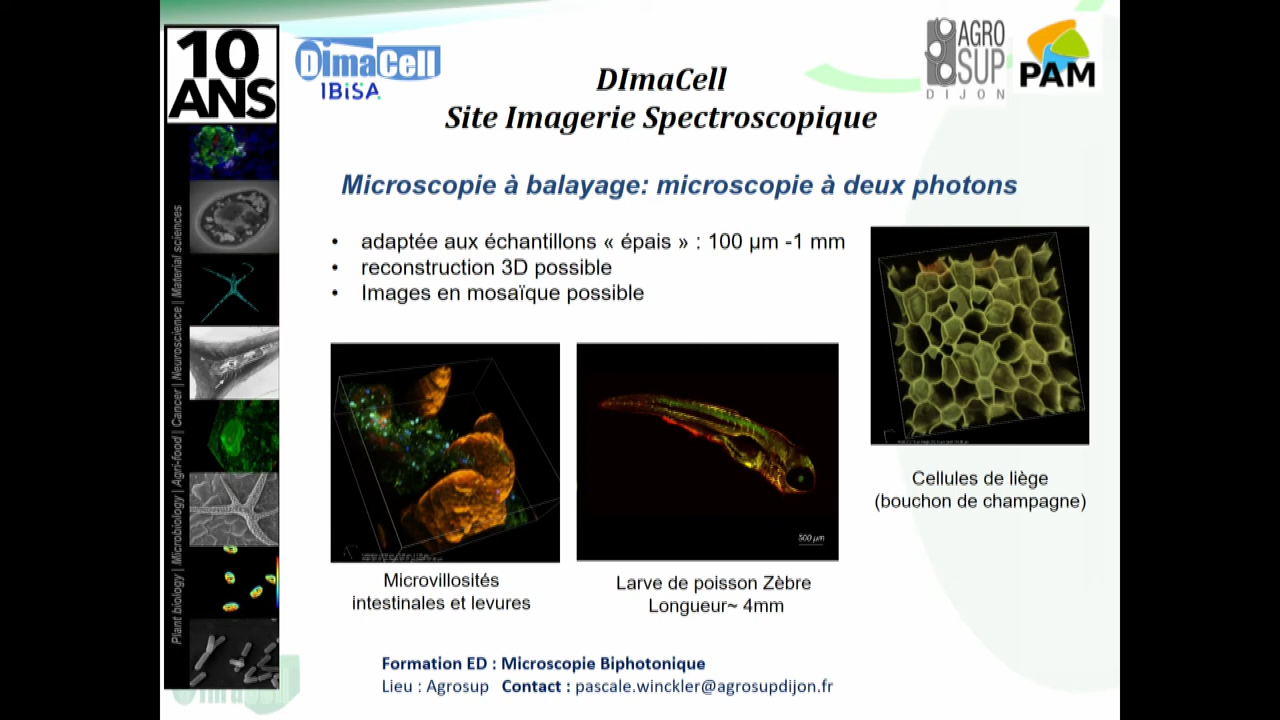 10
ANS
DImaCell
IBiSA
DImaCell
Site Imagerie Spectroscopique
AGRO
SUP
DIJON
PAM
Microscopie à balayage: microscopie à deux photons
• adaptée aux échantillons « épais » : 100 µm -1 mm
• reconstruction 3D possible
• Images en mosaïque possible
Plant biology | Microbiology | Agri-food | Cancer | Neuroscience | Material sciences
500 µm
Cellules de liège
(bouchon de champagne)
Microvillosités
intestinales et levures
Larve de poisson Zèbre
Longueur~ 4mm
Formation ED : Microscopie Biphotonique
Lieu : Agrosup Contact : pascale.winckler@agrosupdijon.fr